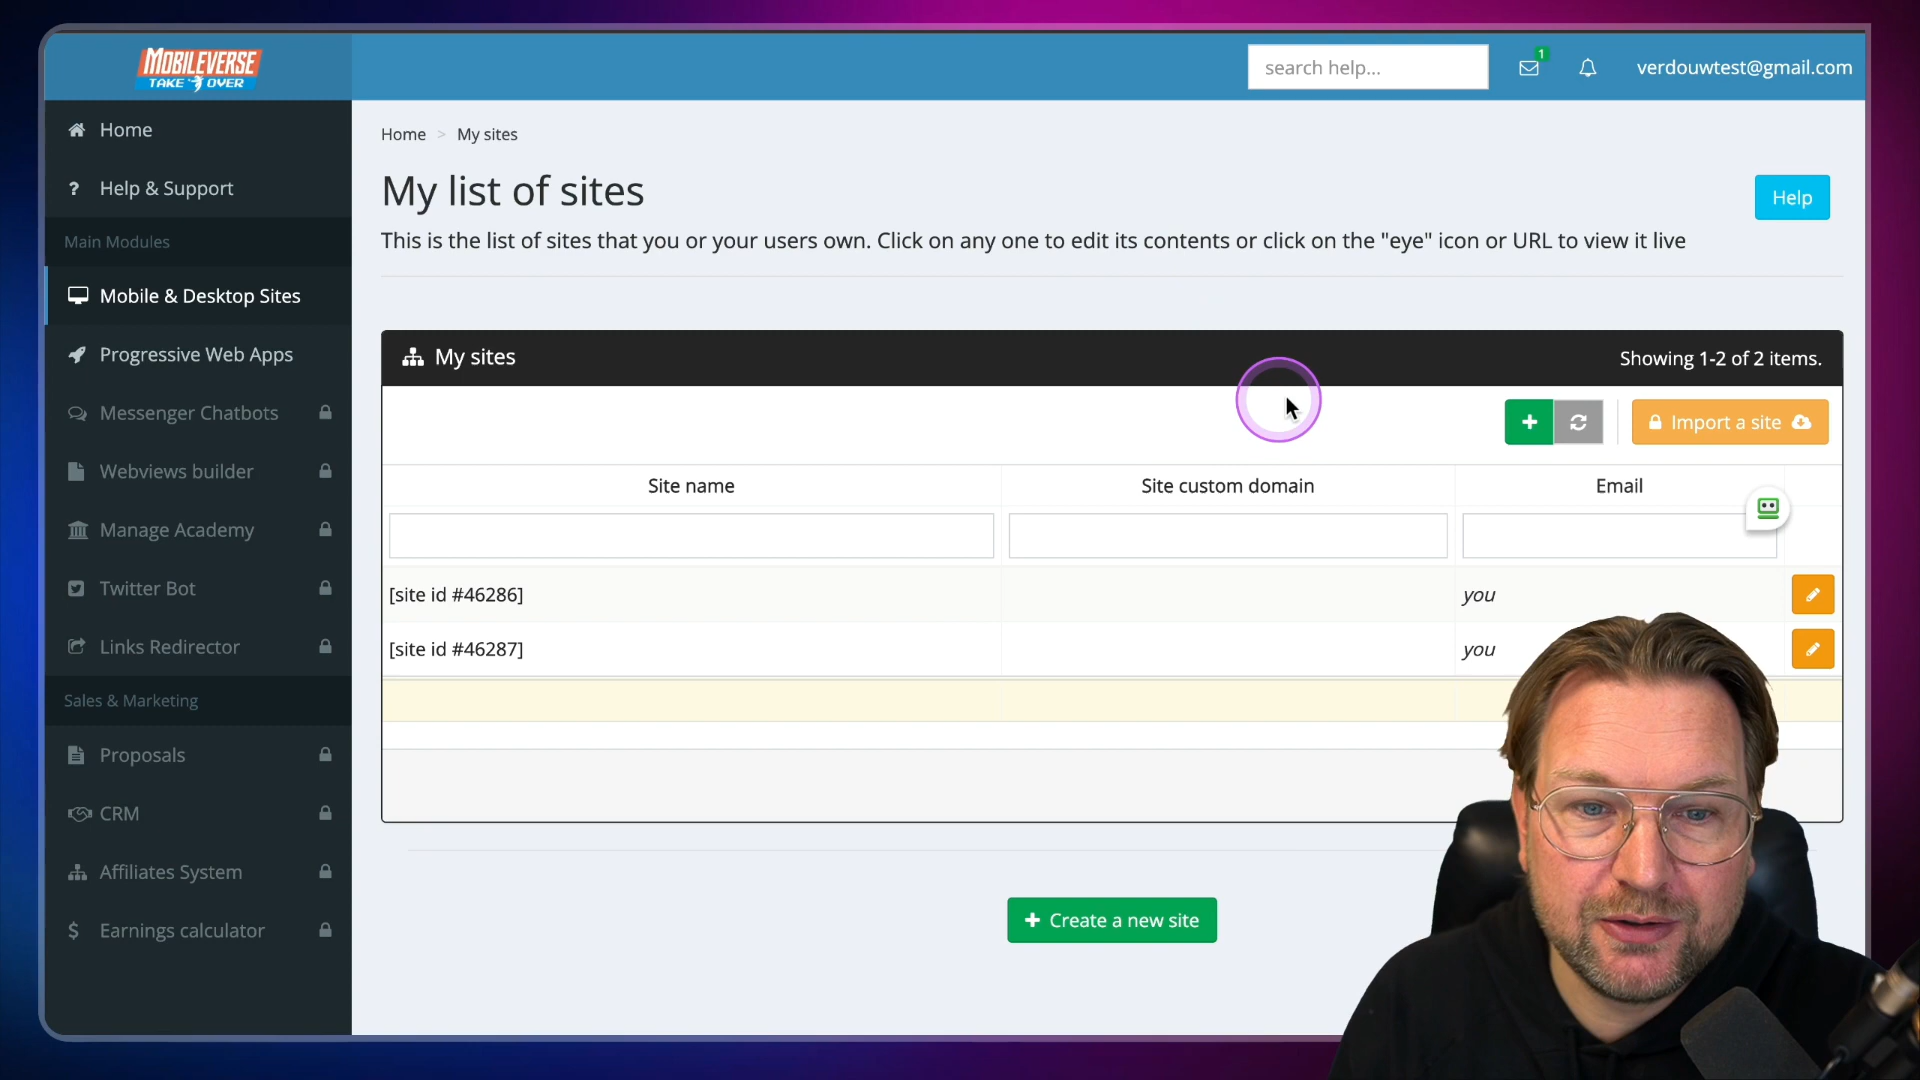 MOBILEVERSE
TAKE OVER
search help...
1
verdouwtest@gmail.com
Home
Help & Support
Main Modules
Mobile & Desktop Sites
Progressive Web Apps
Messenger Chatbots
Webviews builder
Manage Academy
Twitter Bot
Links Redirector
Sales & Marketing
Proposals
CRM
Affiliates System
Earnings calculator
Home > My sites
My list of sites
Help
This is the list of sites that you or your users own. Click on any one to edit its contents or click on the "eye" icon or URL to view it live
My sites
Showing 1-2 of 2 items.
Import a site
Site name Site custom domain Email
[site id #46286] you
[site id #46287] you
Create a new site